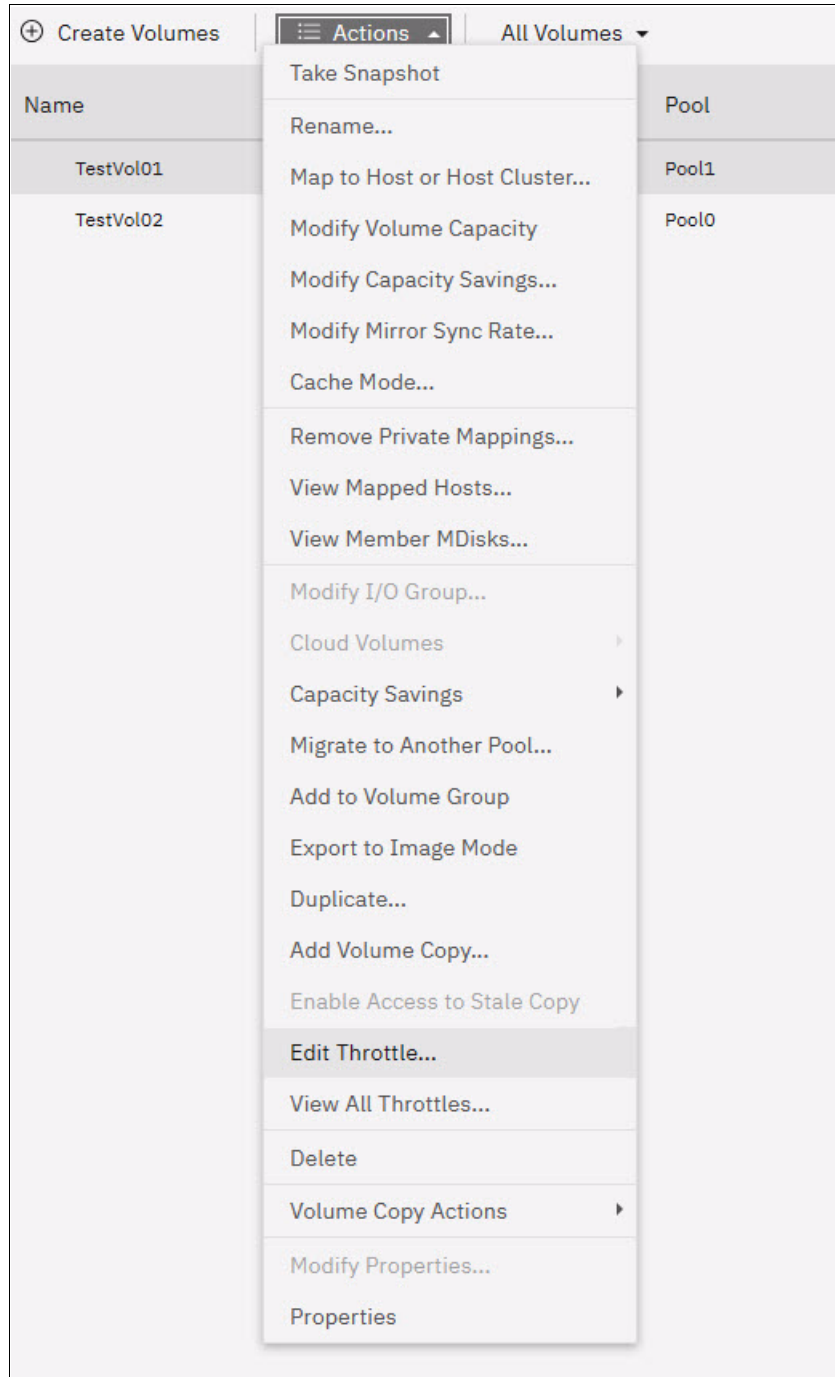 Create Volumes
Actions
All Volumes
Name
Pool
TestVol01
Pool1
TestVol02
Pool0
Take Snapshot
Rename...
Map to Host or Host Cluster...
Modify Volume Capacity
Modify Capacity Savings...
Modify Mirror Sync Rate...
Cache Mode...
Remove Private Mappings...
View Mapped Hosts...
View Member MDisks...
Modify I/O Group...
Cloud Volumes
Capacity Savings
Migrate to Another Pool...
Add to Volume Group
Export to Image Mode
Duplicate...
Add Volume Copy...
Enable Access to Stale Copy
Edit Throttle...
View All Throttles...
Delete
Volume Copy Actions
Modify Properties...
Properties